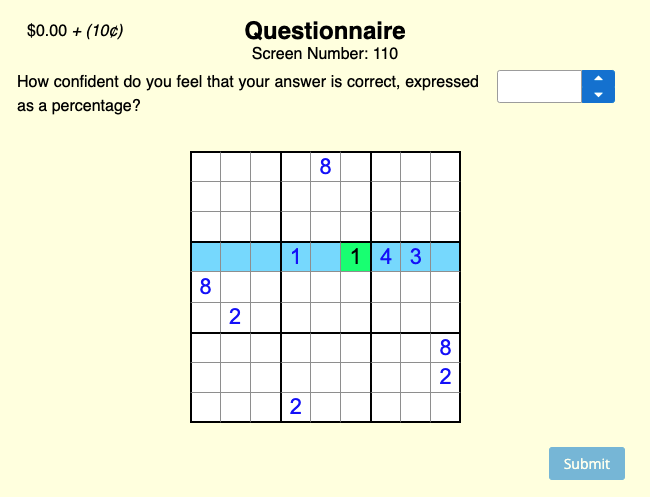 $0.00 + (10¢)
Questionnaire
Screen Number: 110
How confident do you feel that your answer is correct, expressed
as a percentage?
8
1 1 4 3
8
2
8
2
2
Submit